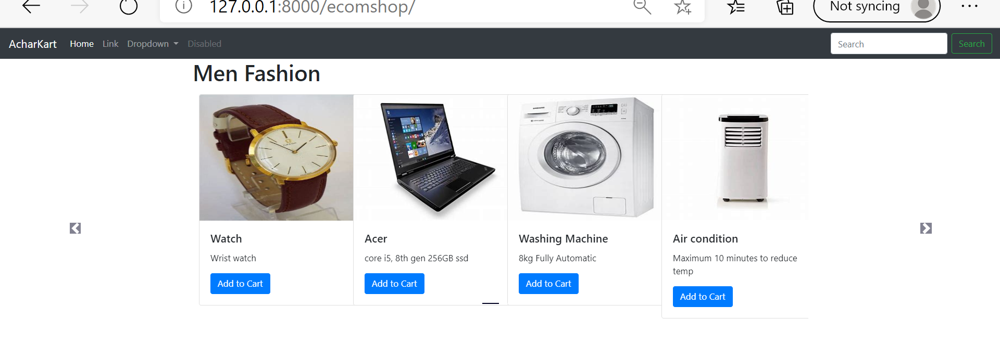 127.0.0.1:8000/ecomshop/
Not syncing
AcharKart Home Link Dropdown Disabled Search Search
Men Fashion
OMEGA
Watch Acer Washing Machine Air condition
Wrist watch core i5, 8th gen 256GB ssd 8kg Fully Automatic Maximum 10 minutes to reduce
temp
Add to Cart Add to Cart Add to Cart Add to Cart